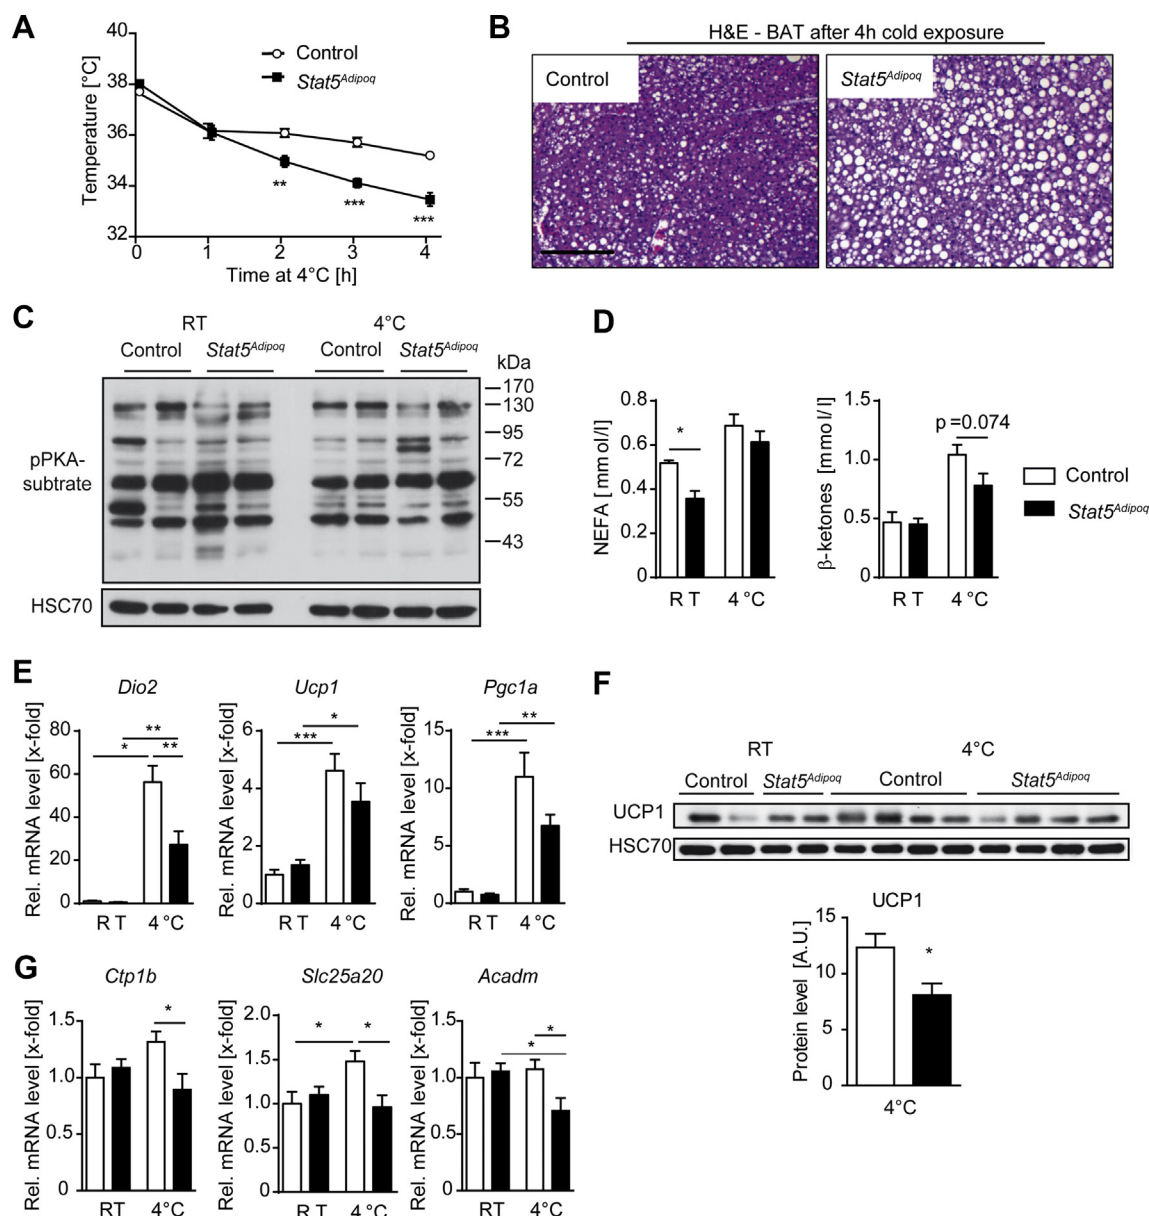 A
40
38
36
34
32
Temperature [°C]
Control
Stat5Adipoq
**
***
***
0 1 2 3 4
Time at 4°C [h]
B
H&E - BAT after 4h cold exposure
Control
Stat5Adipoq
C
RT 4°C
Control Stat5Adipoq Control Stat5Adipoq
kDa
170
130
95
72
55
43
pPKA-
subtrate
HSC70
D
NEFA [mmol/l]
0.8
0.6
0.4
0.2
0
*
RT 4°C
β-ketones [mmol/l]
1.5
1.0
0.5
0
p=0.074
RT 4°C
Control
Stat5Adipoq
E
Dio2
Rel. mRNA level [x-fold]
80
60
40
20
0
**
* **
RT 4°C
Ucp1
Rel. mRNA level [x-fold]
6
4
2
0
*
***
RT 4°C
Pgc1a
Rel. mRNA level [x-fold]
15
10
5
0
**
***
RT 4°C
F
RT 4°C
Control Stat5Adipoq Control Stat5Adipoq
UCP1
HSC70
UCP1
Protein level [A.U.]
15
10
5
0
*
4°C
G
Ctp1b
Rel. mRNA level [x-fold]
1.5
1.0
0.5
0
*
RT 4°C
Slc25a20
Rel. mRNA level [x-fold]
2.0
1.5
1.0
0.5
0
* *
RT 4°C
Acadm
Rel. mRNA level [x-fold]
1.5
1.0
0.5
0
*
*
RT 4°C